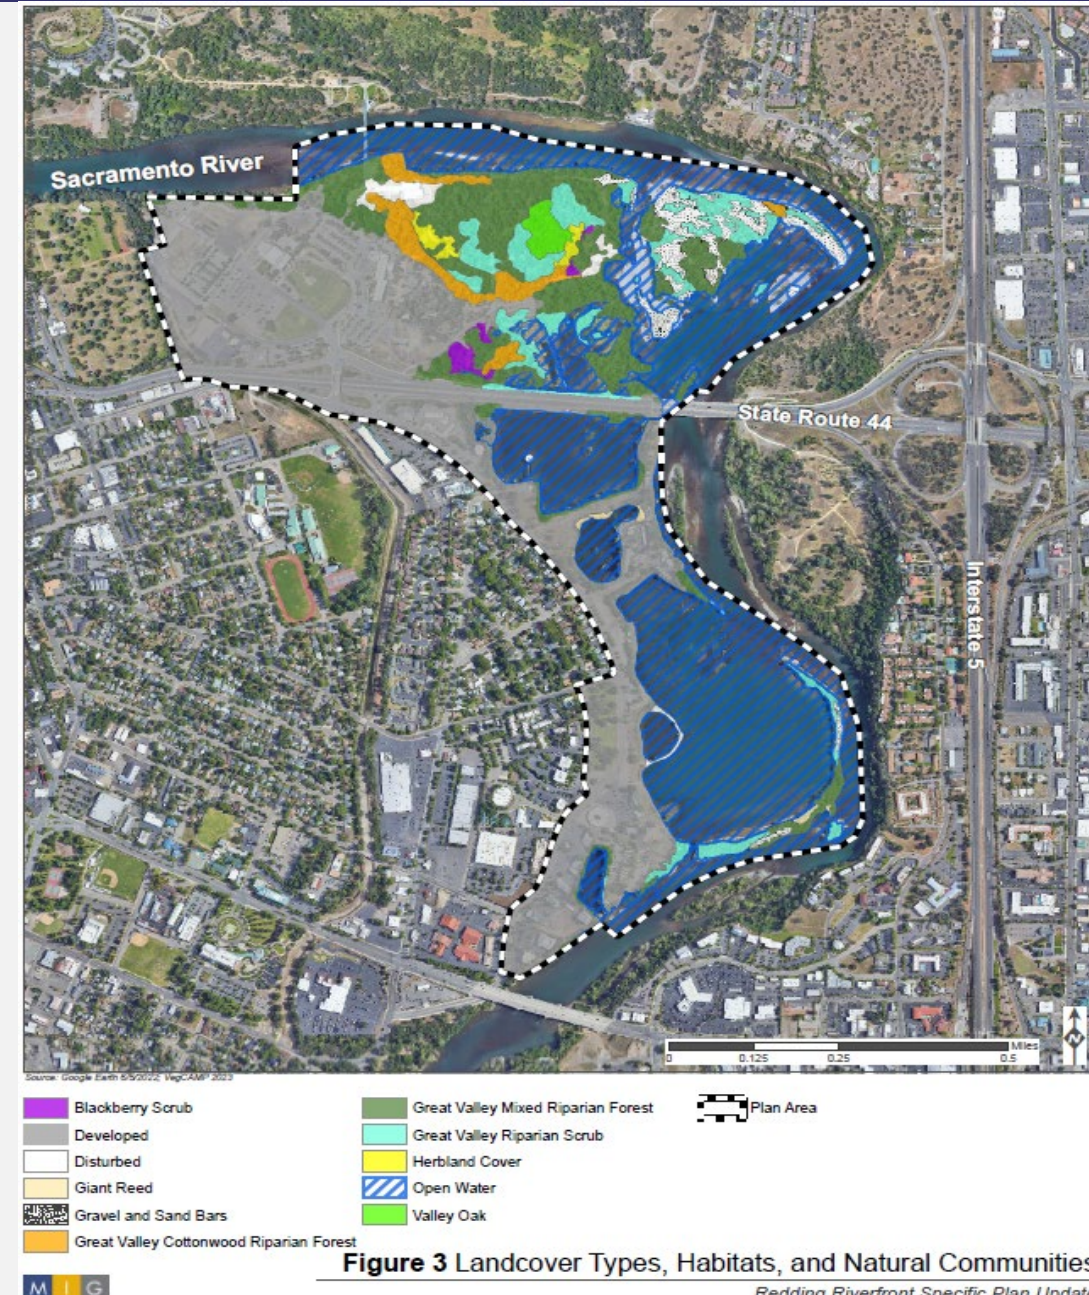 Sacramento River
State Route 44
Interstate 5
Miles
0 0.125 0.25 0.5
N
Source: Google Earth 5/5/2022; VegCAMP 2023
Blackberry Scrub
Developed
Disturbed
Giant Reed
Gravel and Sand Bars
Great Valley Cottonwood Riparian Forest
Great Valley Mixed Riparian Forest
Great Valley Riparian Scrub
Herbland Cover
Open Water
Valley Oak
Plan Area
Figure 3 Landcover Types, Habitats, and Natural Communities
M I G
Redding Riverfront Specific Plan Updat